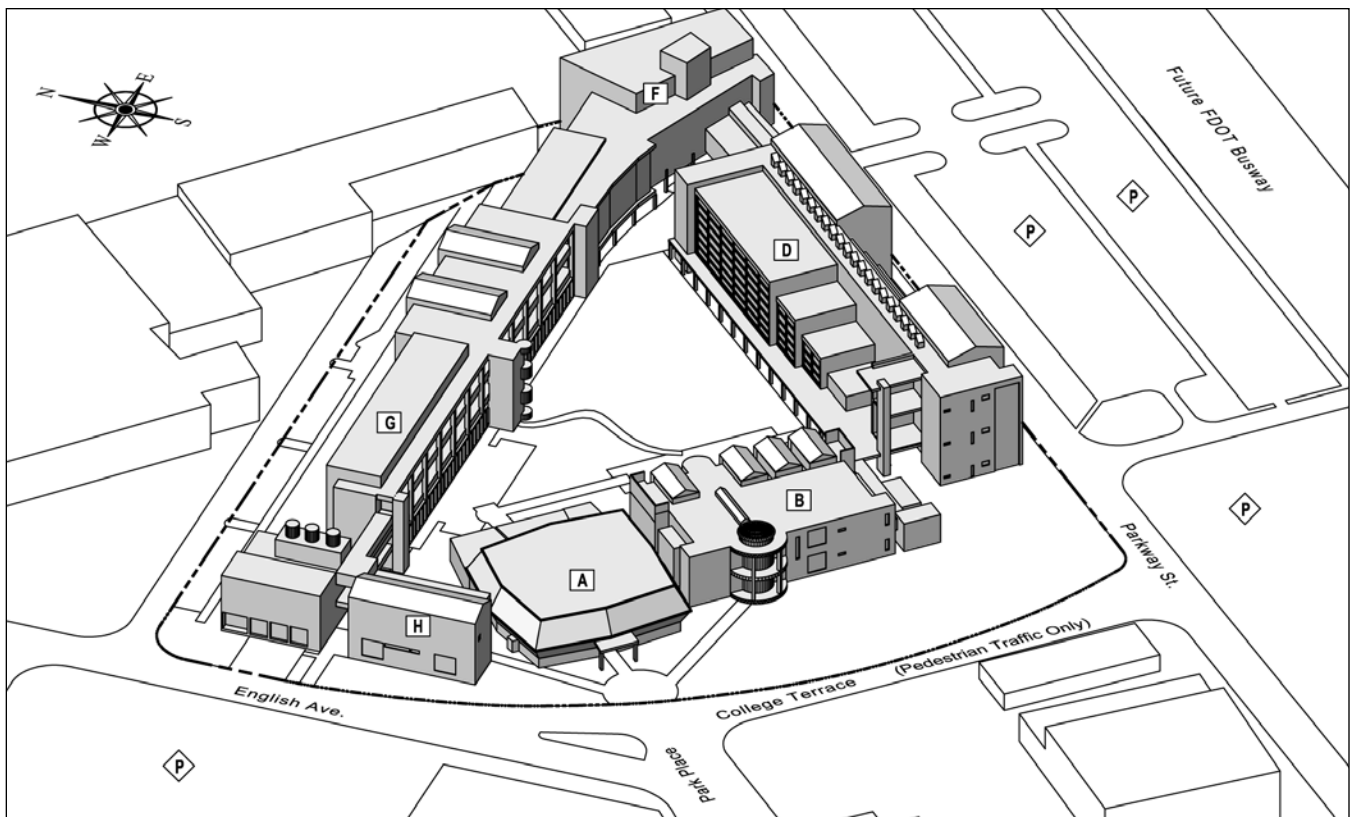 F
Future FDOT Busway
N
E
S
W
P
P
D
G
B
P
A
H
Parkway St.
(Pedestrian Traffic Only)
College Terrace
English Ave.
Park Place
P